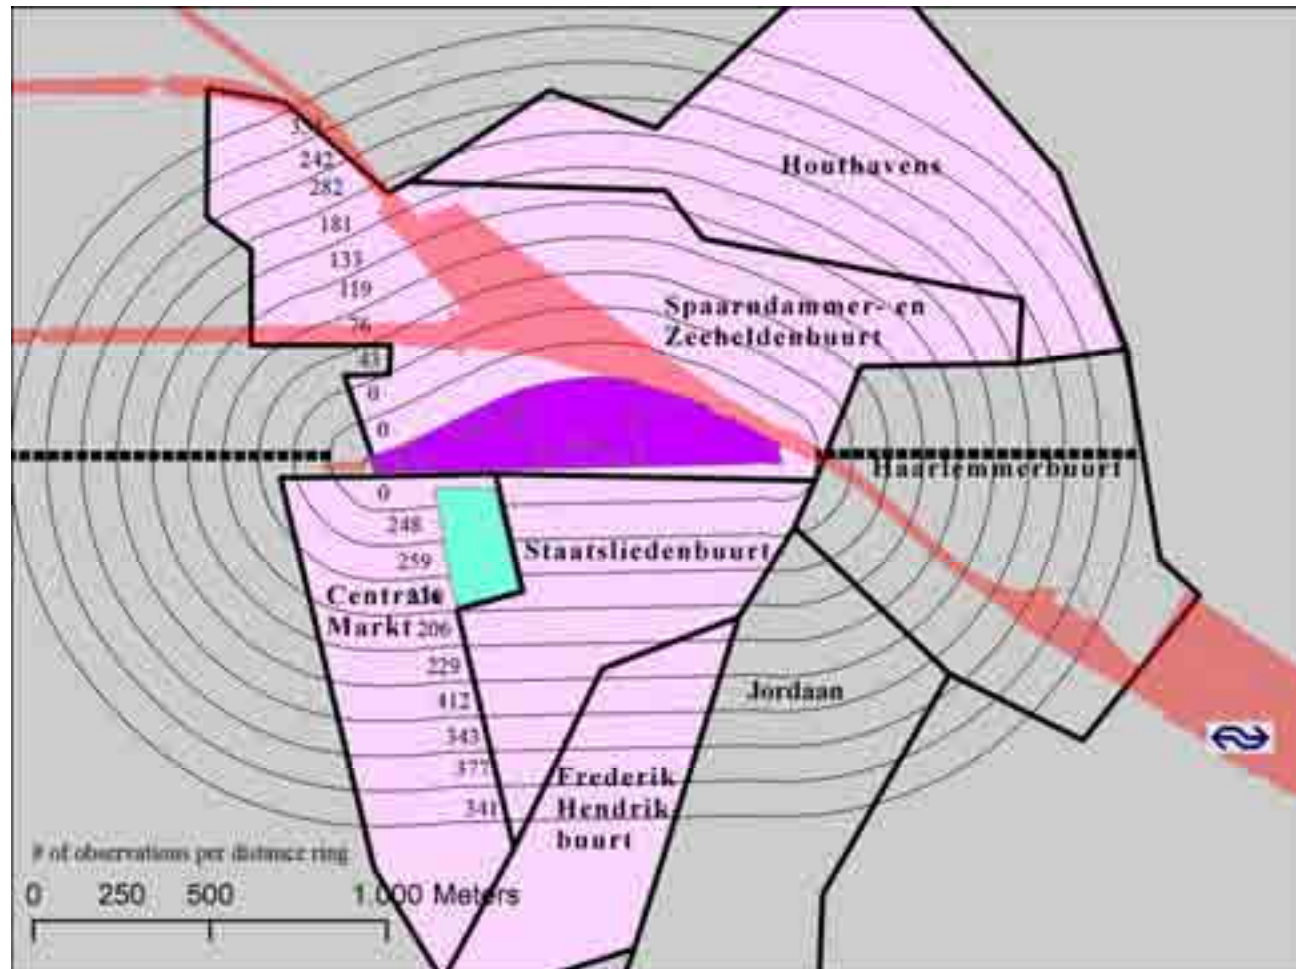 Houthavens
242
282
181
133
119
76
43
0
0
Spaarndammer- en
Zeeheldenbuurt
Haarlemmerbuurt
0
248
259
Staatsliedenbuurt
Centrale
Markt
206
229
412
343
377
341
Jordaan
Frederik
Hendrik
buurt
# of observations per distance ring
0 250 500 1.000 Meters